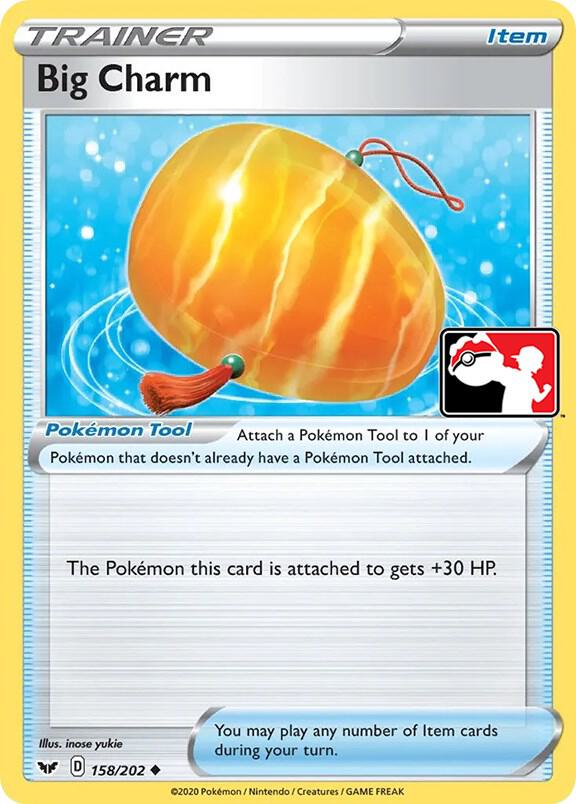 TRAINER
Item
Big Charm
Pokémon Tool
Attach a Pokémon Tool to 1 of your
Pokémon that doesn't already have a Pokémon Tool attached.
The Pokémon this card is attached to gets +30 HP.
You may play any number of Item cards
during your turn.
Illus. inose yukie
D 158/202
©2020 Pokémon / Nintendo / Creatures / GAME FREAK